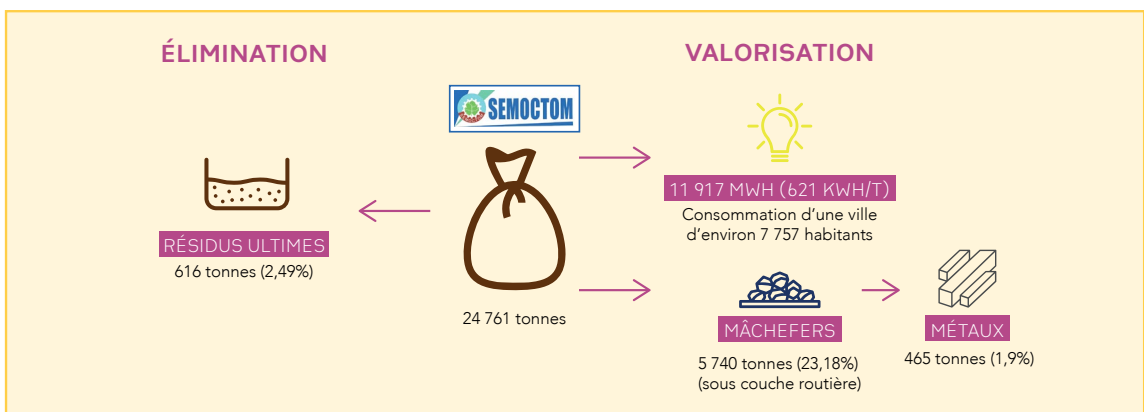 ÉLIMINATION
VALORISATION
SEMOCTOM
11 917 MWH (621 KWH/T)
Consommation d'une ville
d'environ 7 757 habitants
RÉSIDUS ULTIMES
616 tonnes (2,49%)
24 761 tonnes
MÂCHEFERS
5 740 tonnes (23,18%)
(sous couche routière)
MÉTAUX
465 tonnes (1,9%)